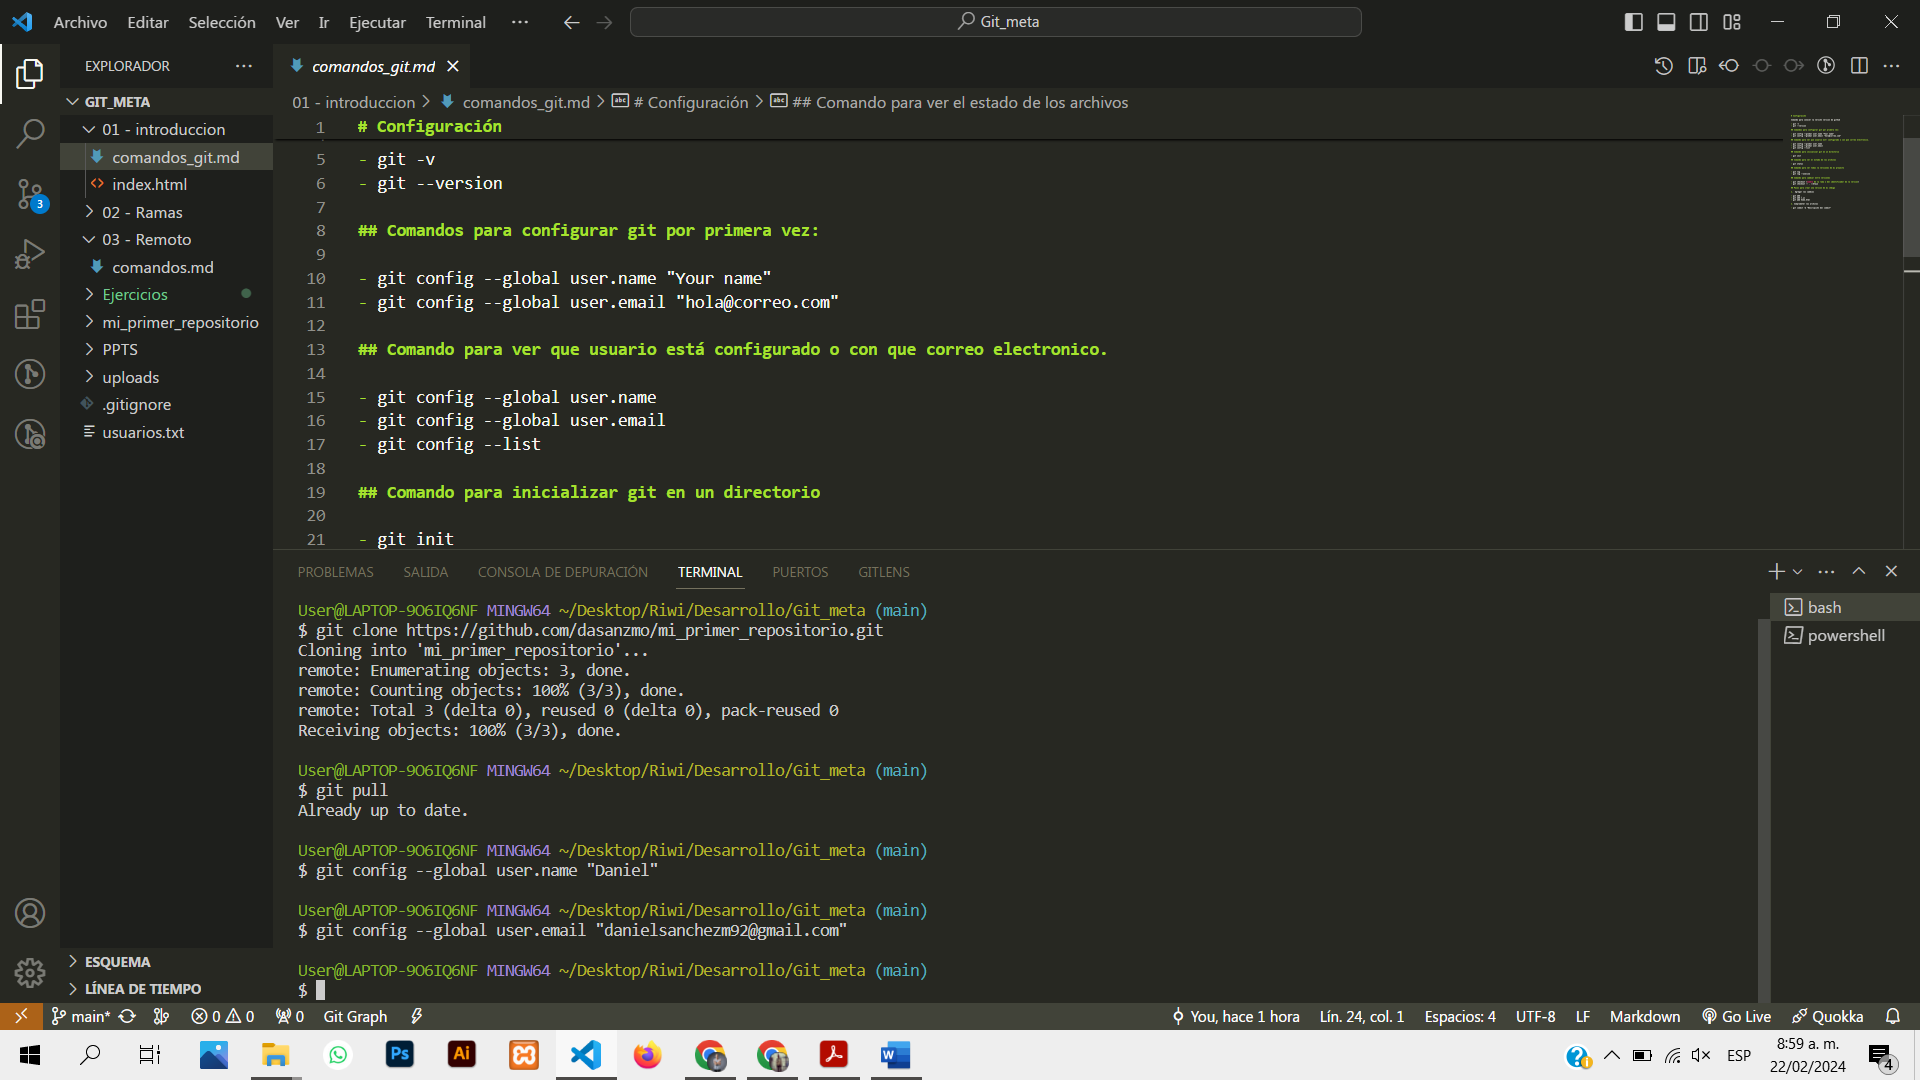 Archivo Editar Selección Ver Ir Ejecutar Terminal ··· Git_meta
EXPLORADOR ···
GIT_META
01 - introduccion
comandos_git.md
index.html
02 - Ramas
03 - Remoto
comandos.md
Ejercicios
mi_primer_repositorio
PPTS
uploads
.gitignore
usuarios.txt
ESQUEMA
LÍNEA DE TIEMPO
3
comandos_git.md
01 - introduccion > comandos_git.md > # Configuración > ## Comando para ver el estado de los archivos
1 # Configuración
5 - git -v
6 - git --version
7
8 ## Comandos para configurar git por primera vez:
9
10 - git config --global user.name "Your name"
11 - git config --global user.email "hola@correo.com"
12
13 ## Comando para ver que usuario está configurado o con que correo electronico.
14
15 - git config --global user.name
16 - git config --global user.email
17 - git config --list
18
19 ## Comando para inicializar git en un directorio
20
21 - git init
PROBLEMAS SALIDA CONSOLA DE DEPURACIÓN TERMINAL PUERTOS GITLENS
bash
powershell
User@LAPTOP-9O6IQ6NF MINGW64 ~/Desktop/Riwi/Desarrollo/Git_meta (main)
$ git clone https://github.com/dasanzmo/mi_primer_repositorio.git
Cloning into 'mi_primer_repositorio'...
remote: Enumerating objects: 3, done.
remote: Counting objects: 100% (3/3), done.
remote: Total 3 (delta 0), reused 0 (delta 0), pack-reused 0
Receiving objects: 100% (3/3), done.
User@LAPTOP-9O6IQ6NF MINGW64 ~/Desktop/Riwi/Desarrollo/Git_meta (main)
$ git pull
Already up to date.
User@LAPTOP-9O6IQ6NF MINGW64 ~/Desktop/Riwi/Desarrollo/Git_meta (main)
$ git config --global user.name "Daniel"
User@LAPTOP-9O6IQ6NF MINGW64 ~/Desktop/Riwi/Desarrollo/Git_meta (main)
$ git config --global user.email "danielsanchezm92@gmail.com"
User@LAPTOP-9O6IQ6NF MINGW64 ~/Desktop/Riwi/Desarrollo/Git_meta (main)
$
main* 0 0 0 Git Graph You, hace 1 hora Lín. 24, col. 1 Espacios: 4 UTF-8 LF Markdown Go Live Quokka
Ps Ai ESP 8:59 a. m.
22/02/2024 4